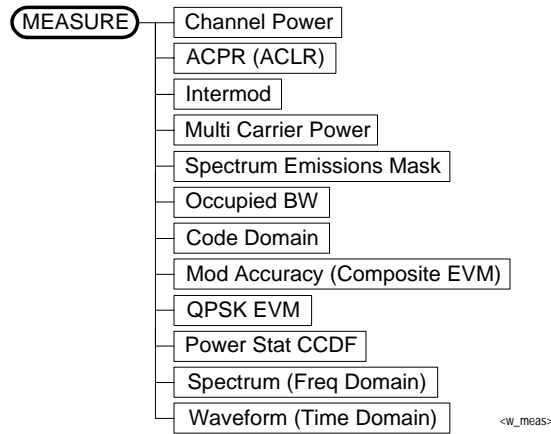 MEASURE
Channel Power
ACPR (ACLR)
Intermod
Multi Carrier Power
Spectrum Emissions Mask
Occupied BW
Code Domain
Mod Accuracy (Composite EVM)
QPSK EVM
Power Stat CCDF
Spectrum (Freq Domain)
Waveform (Time Domain)
<w_meas>